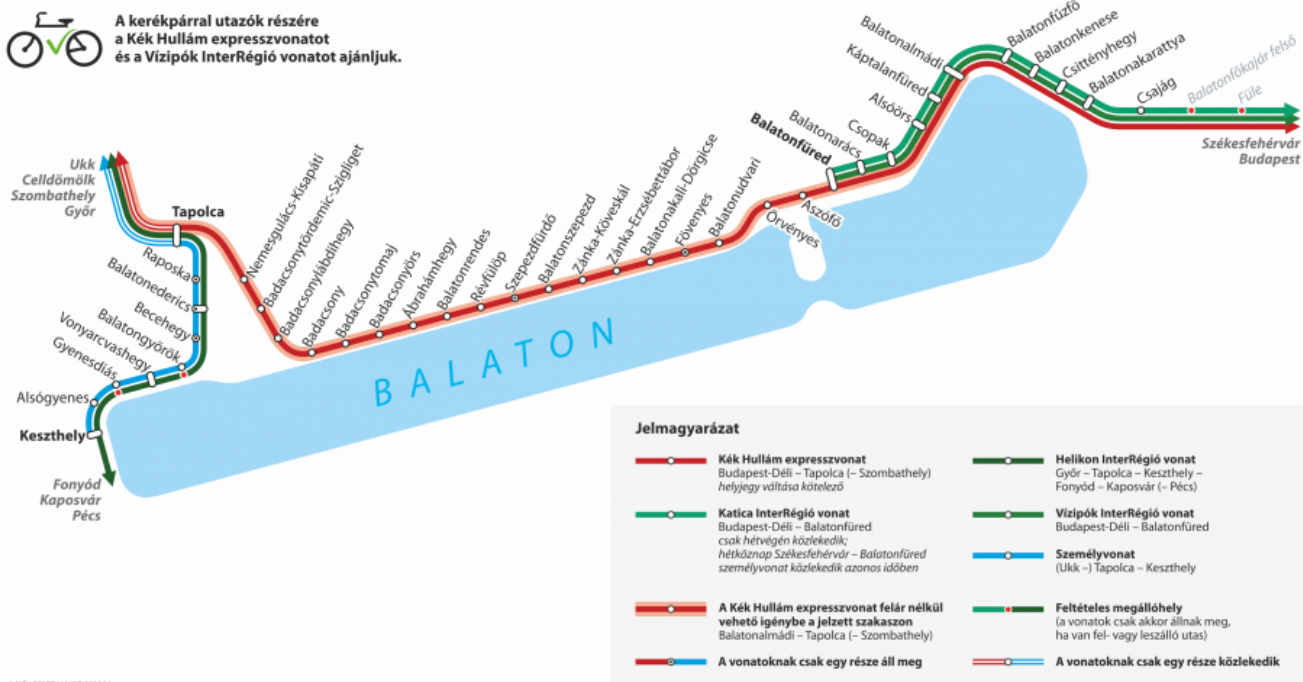 A kerékpárral utazók részére
a Kék Hullám expresszvonatot
és a Vízipók InterRégió vonatot ajánljuk.
Balatonalmádi
Káptalanfüred
Alsóörs
Csopak
Balatonarács
Balatonfüred
Balatonfűzfő
Balatonkenese
Csittényhegy
Balatonakarattya
Csajág
Balatonfőkajár felső
Füle
Székesfehérvár
Budapest
Ukk
Celldömölk
Szombathely
Győr
Tapolca
Nemesgulács-Kisapáti
Badacsonytördemic-Szigliget
Badacsonylábdihegy
Badacsony
Badacsonytomaj
Badacsonyörs
Ábrahámhegy
Balatonrendes
Révfülöp
Szepezdfürdő
Balatonszepezd
Zánka-Köveskál
Zánka-Erzsébettábor
Balatonakali-Dörgicse
Fövenyes
Balatonudvari
Örvényes
Aszófő
Raposka
Balatonederics
Becehegy
Balatongyörök
Vonyarcvashegy
Gyenesdiás
Alsógyenes
Keszthely
Fonyód
Kaposvár
Pécs
BALATON
Jelmagyarázat
Kék Hullám expresszvonat
Budapest-Déli – Tapolca (– Szombathely)
helyjegy váltása kötelező
Katica InterRégió vonat
Budapest-Déli – Balatonfüred
csak hétvégén közlekedik;
hétköznap Székesfehérvár – Balatonfüred
személyvonat közlekedik azonos időben
A Kék Hullám expresszvonat felár nélkül
vehető igénybe a jelzett szakaszon
Balatonalmádi – Tapolca (– Szombathely)
A vonatoknak csak egy része áll meg
Helikon InterRégió vonat
Győr – Tapolca – Keszthely –
Fonyód – Kaposvár (– Pécs)
Vízipók InterRégió vonat
Budapest-Déli – Balatonfüred
Személyvonat
(Ukk –) Tapolca – Keszthely
Feltételes megállóhely
(a vonatok csak akkor állnak meg,
ha van fel- vagy leszálló utas)
A vonatoknak csak egy része közlekedik